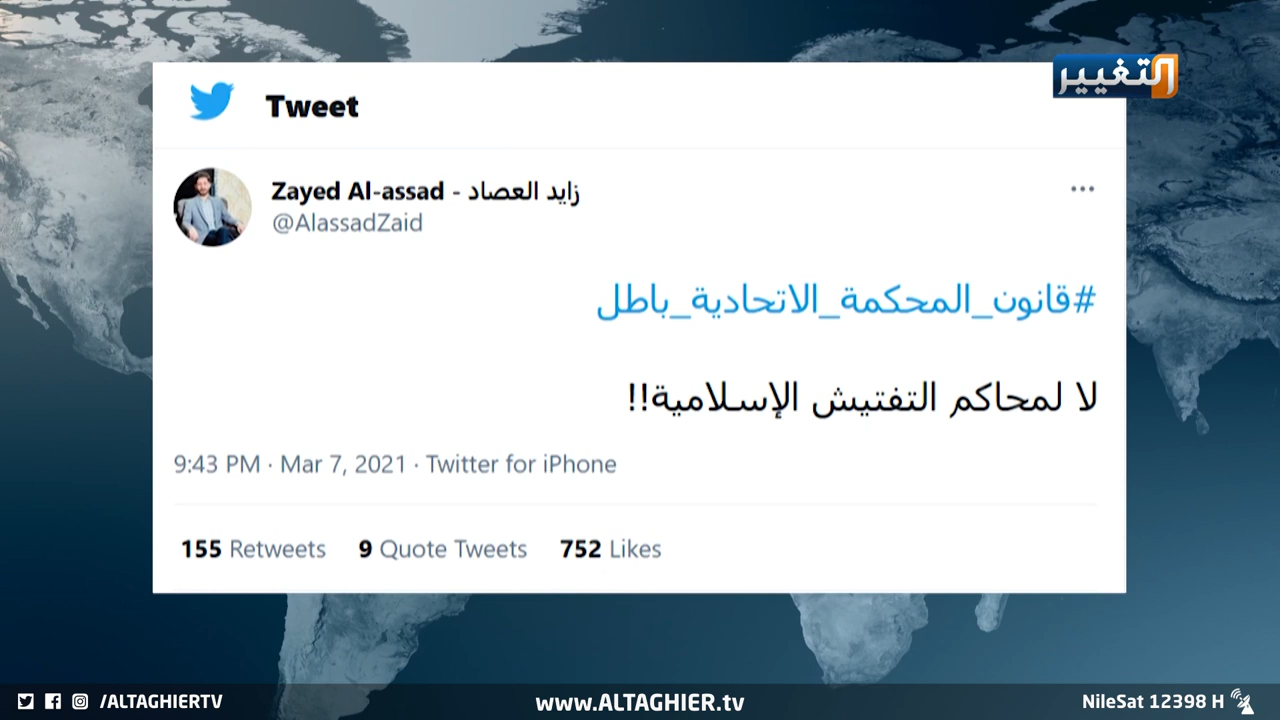 التغيير
Tweet
Zayed Al-assad - زايد العصاد
@AlassadZaid
#قانون_المحكمة_الاتحادية_باطل
لا لمحاكم التفتيش الإسلامية!!
9:43 PM · Mar 7, 2021 · Twitter for iPhone
155 Retweets 9 Quote Tweets 752 Likes
/ALTAGHIERTV www.ALTAGHIER.tv NileSat 12398 H